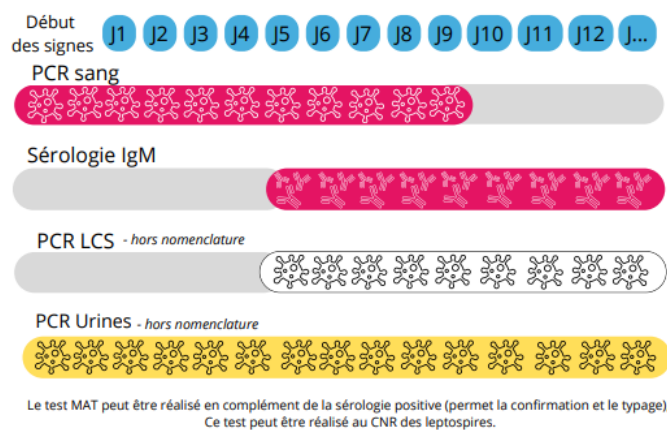 Début
des signes J1 J2 J3 J4 J5 J6 J7 J8 J9 J10 J11 J12 J...
PCR sang
Sérologie IgM
PCR LCS - hors nomenclature
PCR Urines - hors nomenclature
Le test MAT peut être réalisé en complément de la sérologie positive (permet la confirmation et le typage)
Ce test peut être réalisé au CNR des leptospires.